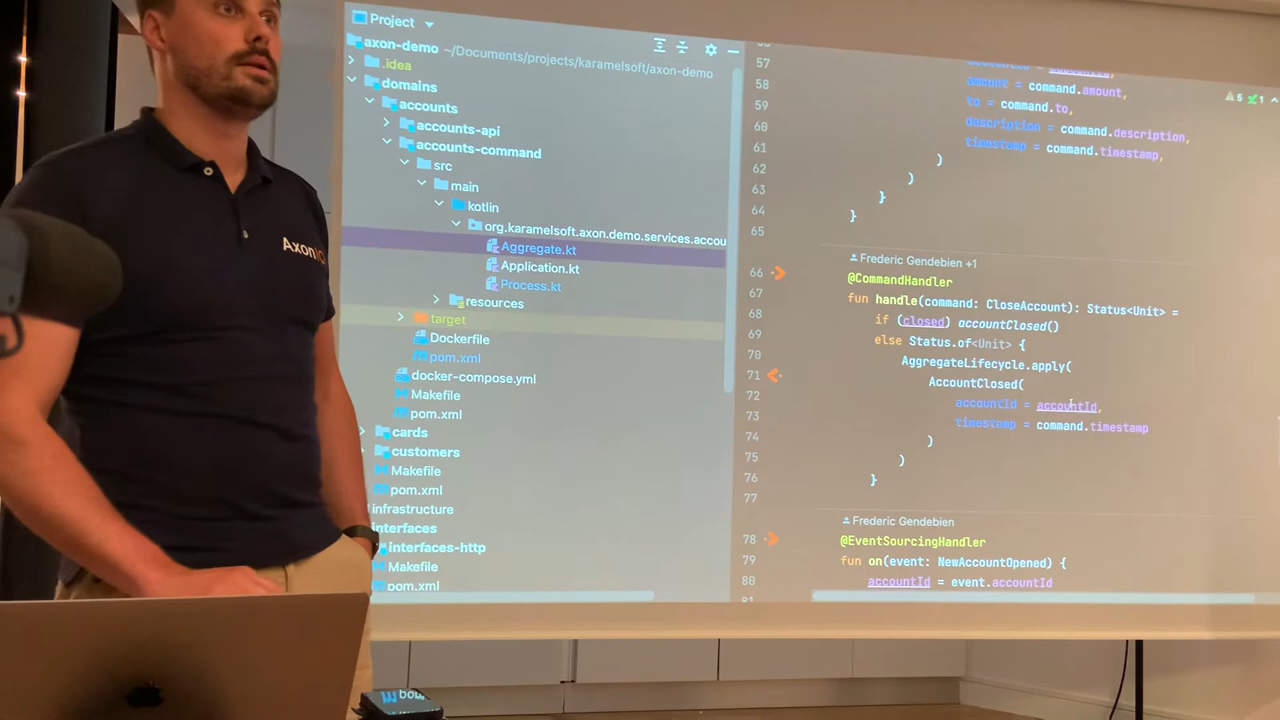 AxonIQ
Project
axon-demo ~/Documents/projects/karamelsoft/axon-demo
.idea
domains
accounts
accounts-api
accounts-command
src
main
kotlin
org.karamelsoft.axon.demo.services.accou
Aggregate.kt
Application.kt
Process.kt
resources
target
Dockerfile
pom.xml
docker-compose.yml
Makefile
pom.xml
cards
customers
Makefile
pom.xml
infrastructure
interfaces
interfaces-http
Makefile
pom.xml
5 1
57
58 amount = command.amount,
59 to = command.to,
60 description = command.description,
61 timestamp = command.timestamp,
62 )
63 )
64 }
65 }
Frederic Gendebien +1
66 @CommandHandler
67 fun handle(command: CloseAccount): Status<Unit> =
68 if (closed) accountClosed()
69 else Status.of<Unit> {
70 AggregateLifecycle.apply(
71 AccountClosed(
72 accountId = accountId,
73 timestamp = command.timestamp
74 )
75 )
76 }
77
Frederic Gendebien
78 @EventSourcingHandler
79 fun on(event: NewAccountOpened) {
80 accountId = event.accountId